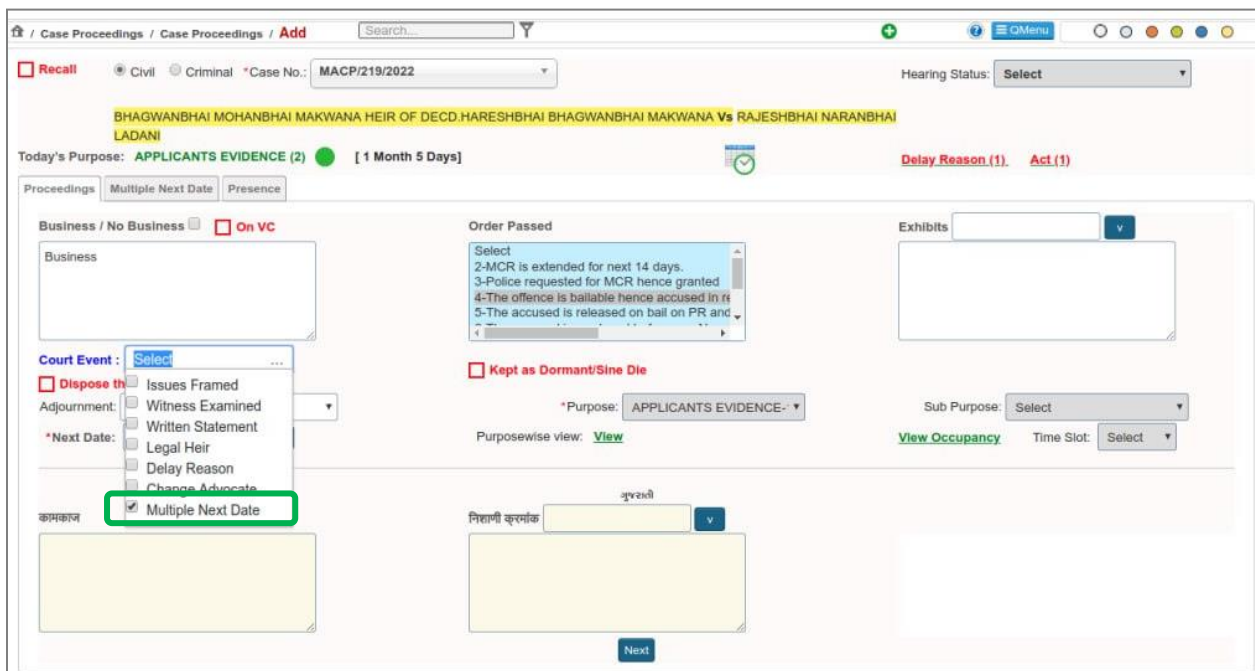 / Case Proceedings / Case Proceedings / Add Search... ? QMenu
Recall Civil Criminal *Case No.: MACP/219/2022 Hearing Status: Select
BHAGWANBHAI MOHANBHAI MAKWANA HEIR OF DECD.HARESHBHAI BHAGWANBHAI MAKWANA Vs RAJESHBHAI NARANBHAI
LADANI
Today's Purpose: APPLICANTS EVIDENCE (2) [ 1 Month 5 Days] Delay Reason (1) Act (1)
Proceedings Multiple Next Date Presence
Business / No Business On VC Order Passed Exhibits v
Business
Select
2-MCR is extended for next 14 days.
3-Police requested for MCR hence granted
4-The offence is bailable hence accused in re
5-The accused is released on bail on PR and
Court Event : Select ...
Kept as Dormant/Sine Die
Dispose th
Issues Framed
Witness Examined
Written Statement
Legal Heir
Delay Reason
Change Advocate
Multiple Next Date
Adjournment: *Purpose: APPLICANTS EVIDENCE- Sub Purpose: Select
*Next Date: Purposewise view: View View Occupancy Time Slot: Select
ગુજરાતી
कामकाज निशाणी क्रमांक v
Next